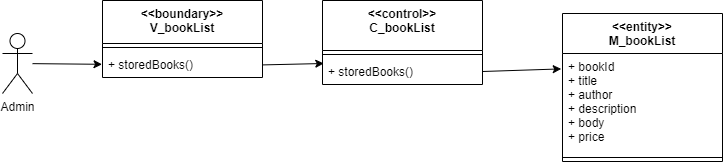 Admin
<<boundary>>
V_bookList
+ storedBooks()
<<control>>
C_bookList
+ storedBooks()
<<entity>>
M_bookList
+ bookId
+ title
+ author
+ description
+ body
+ price